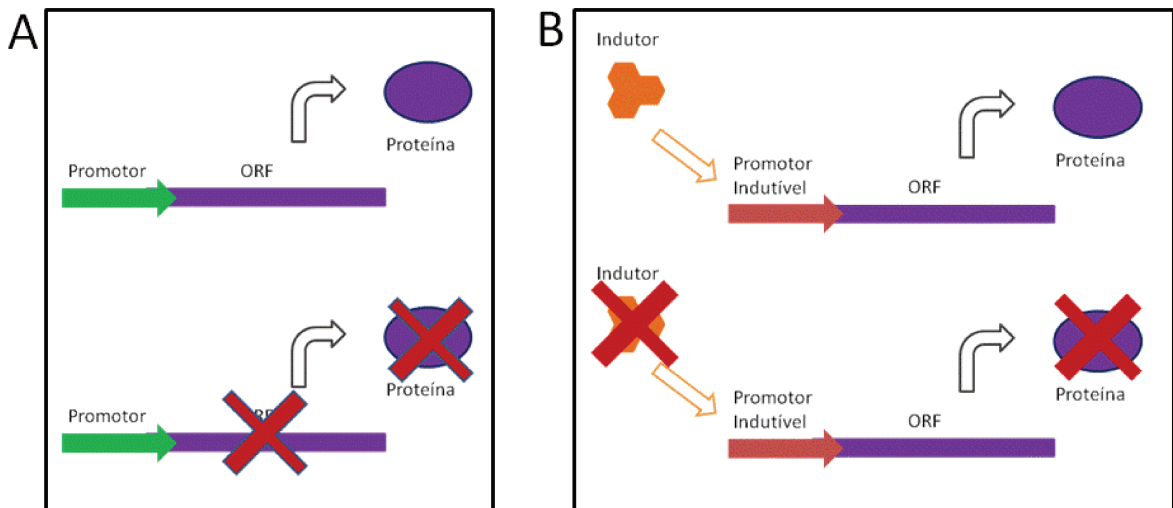 A
Promotor
ORF
Proteína
Promotor
Proteína
B
Indutor
Promotor
Indutível
ORF
Proteína
Indutor
Promotor
Indutível
ORF
Proteína